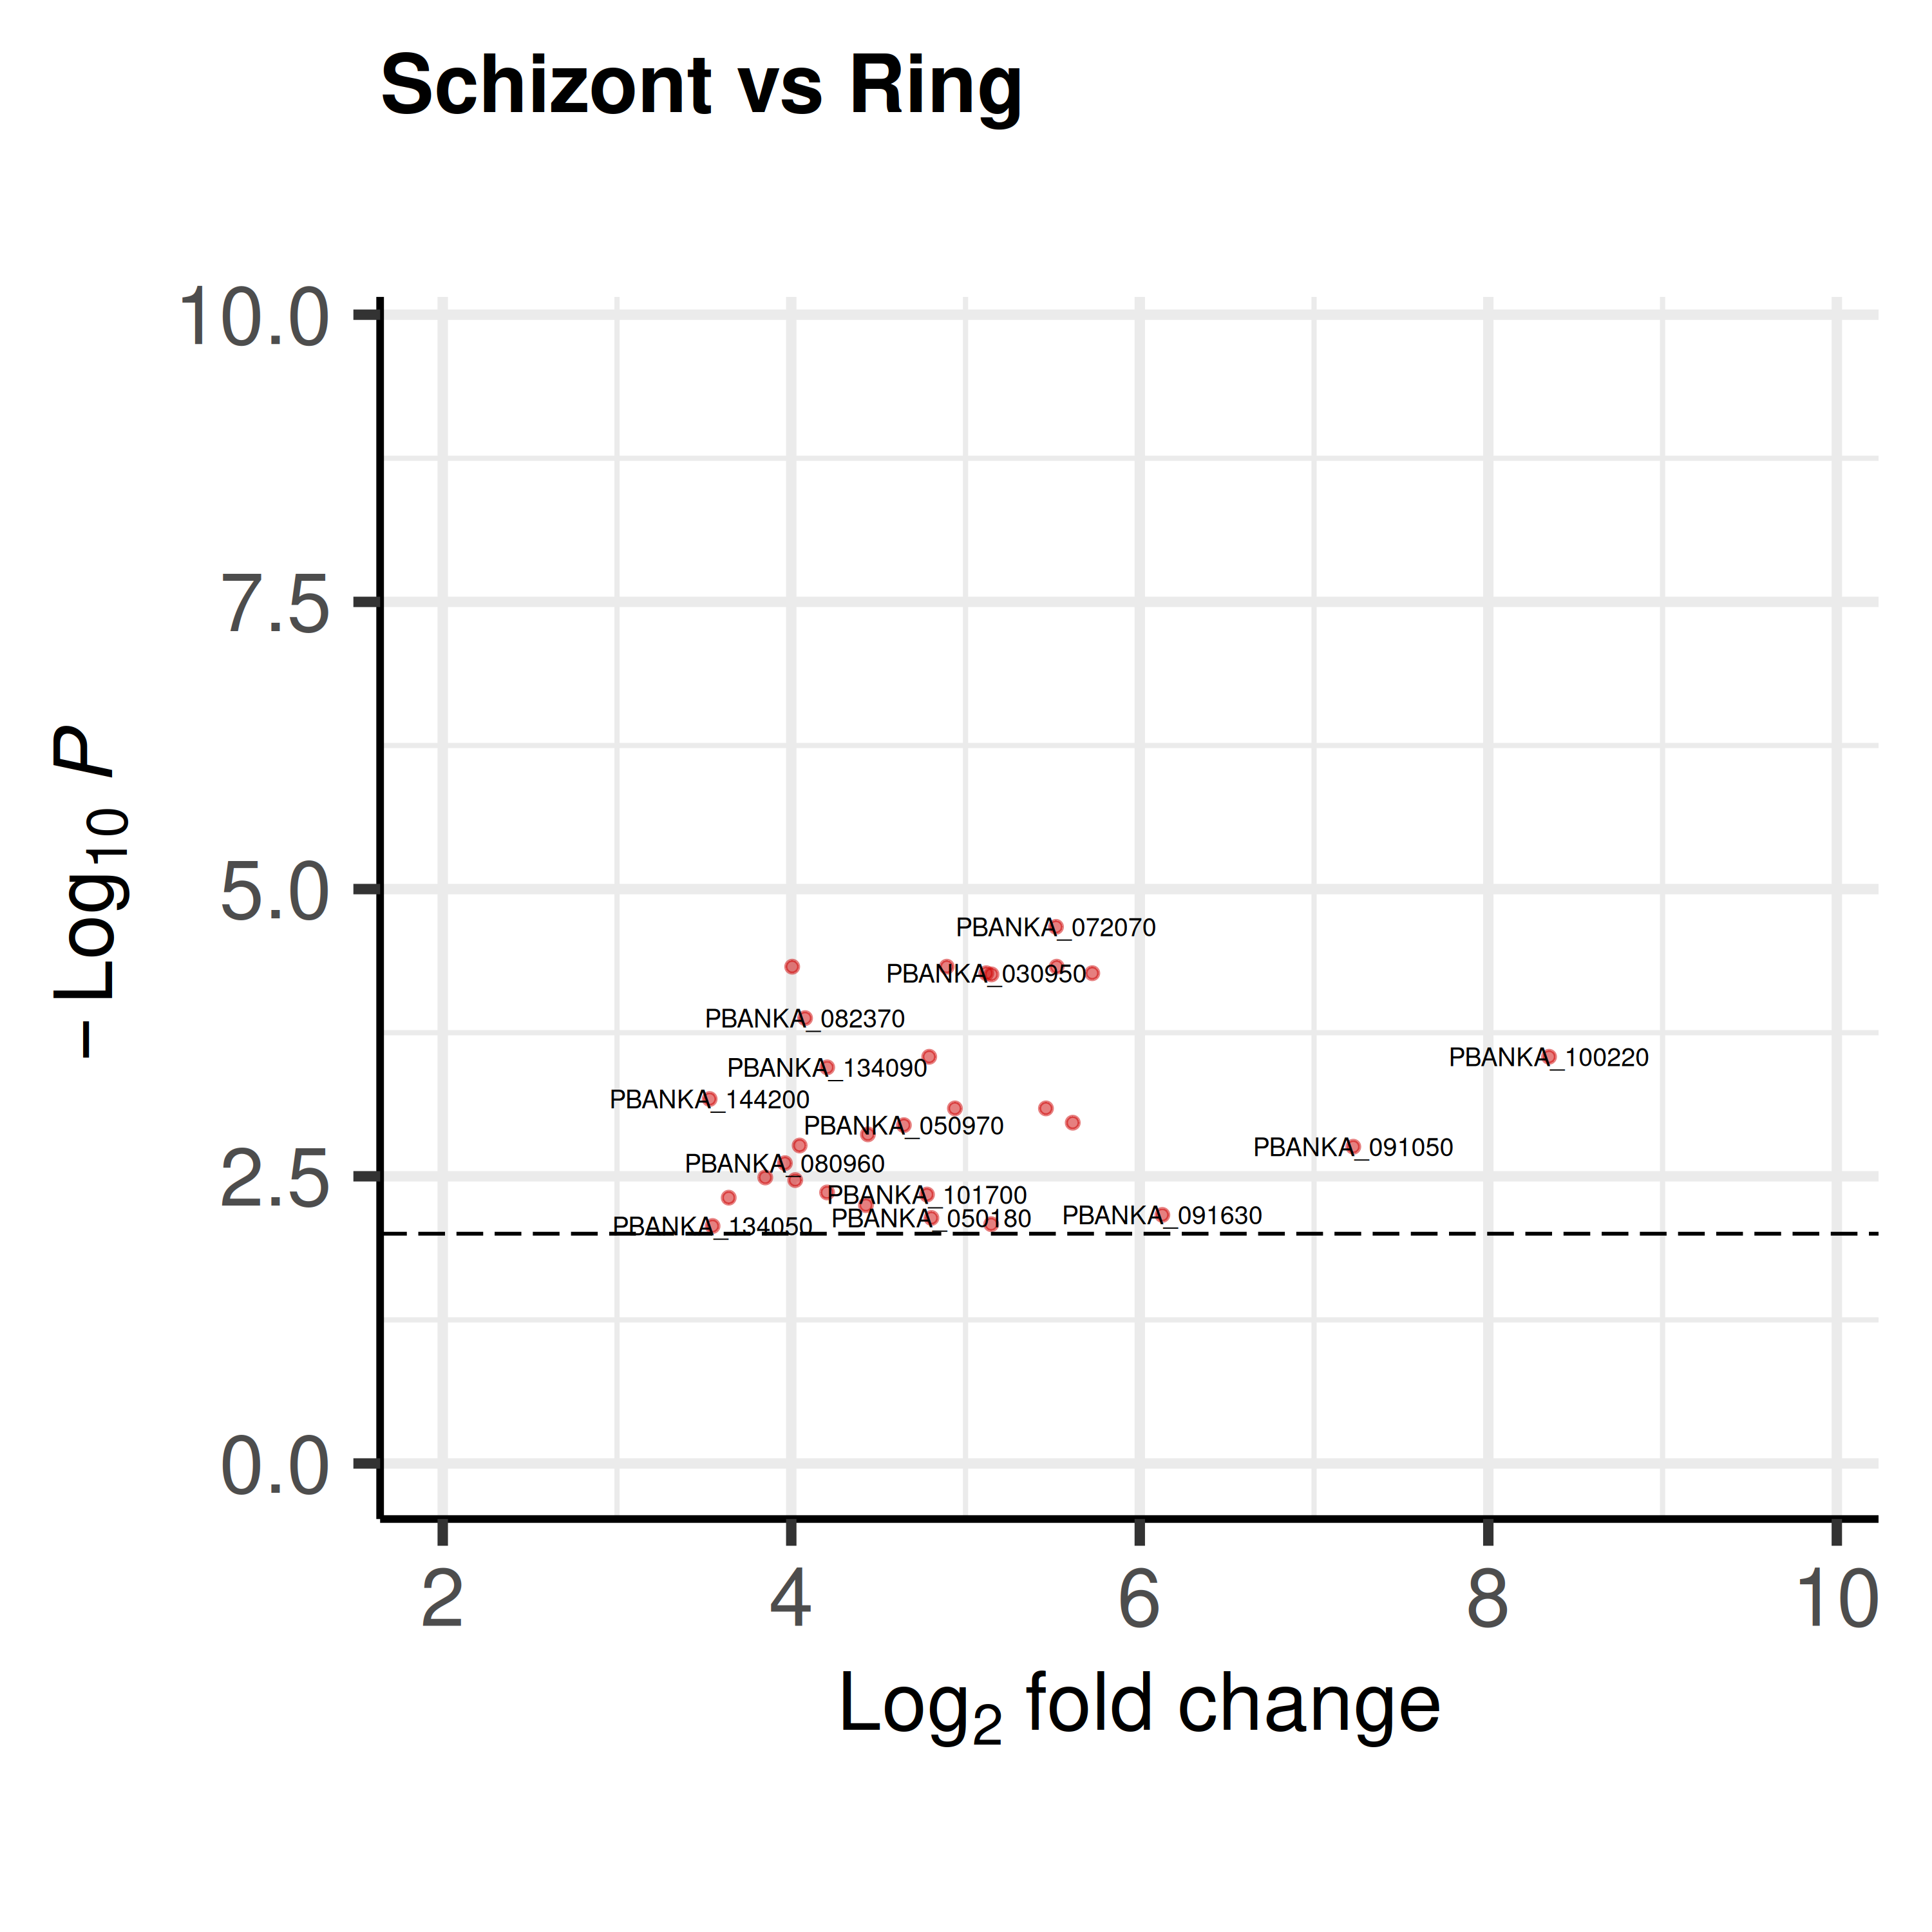 Schizont vs Ring
− Log10 P
10.0
7.5
5.0
2.5
0.0
PBANKA_072070
PBANKA_030950
PBANKA_082370
PBANKA_100220
PBANKA_134090
PBANKA_144200
PBANKA_050970
PBANKA_091050
PBANKA_080960
PBANKA_101700
PBANKA_091630
PBANKA_050180
PBANKA_134050
2 4 6 8 10
Log2 fold change